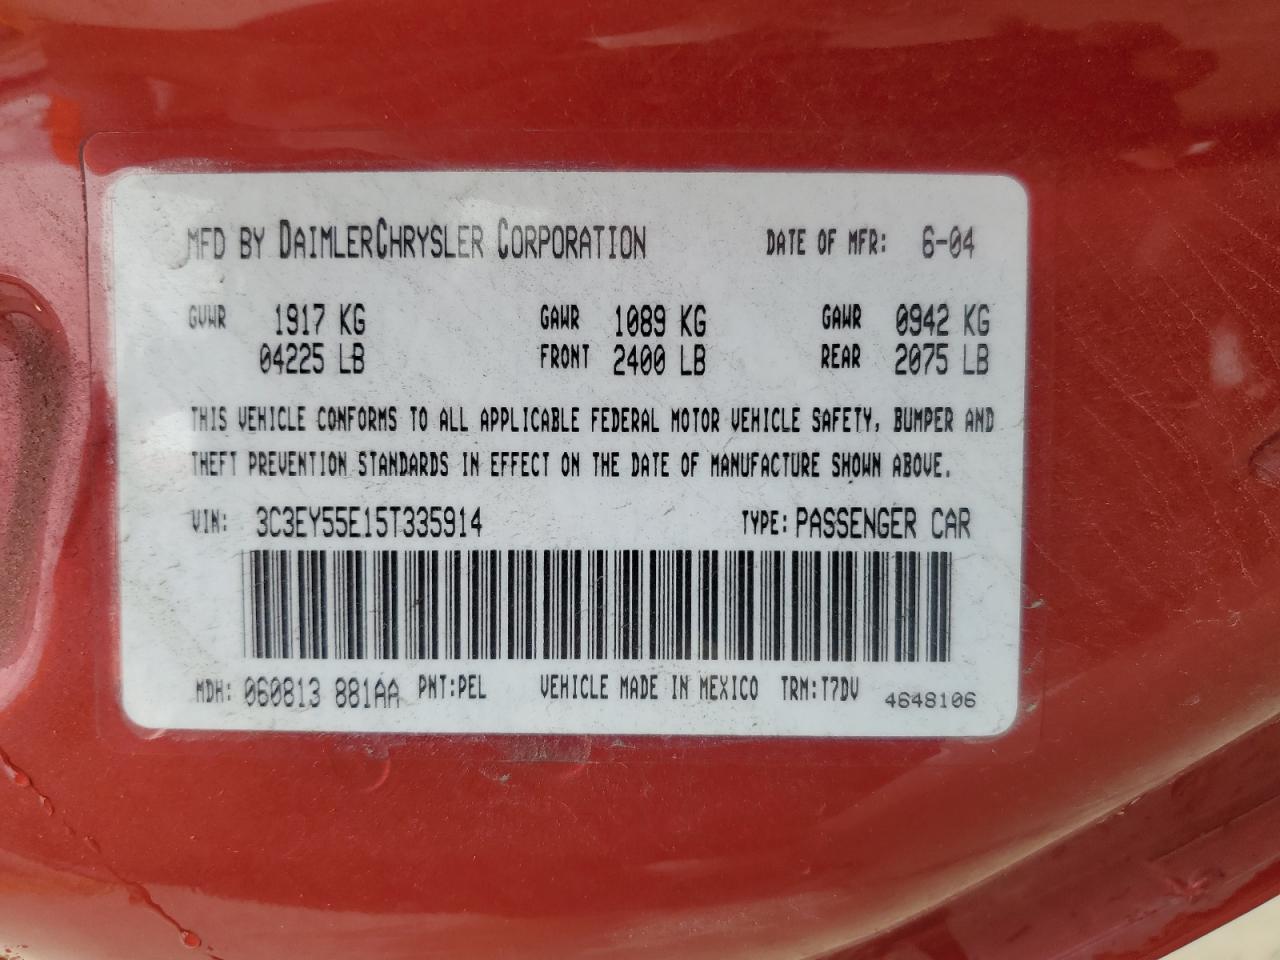 MFD BY DAIMLERCHRYSLER CORPORATION DATE OF MFR: 6-04
GVWR 1917 KG GAWR 1089 KG GAWR 0942 KG
04225 LB FRONT 2400 LB REAR 2075 LB
THIS VEHICLE CONFORMS TO ALL APPLICABLE FEDERAL MOTOR VEHICLE SAFETY, BUMPER AND
THEFT PREVENTION STANDARDS IN EFFECT ON THE DATE OF MANUFACTURE SHOWN ABOVE.
VIN: 3C3EY55E15T335914 TYPE: PASSENGER CAR
MDH: 060813 881AA PNT:PEL VEHICLE MADE IN MEXICO TRM:T7DV 4648106